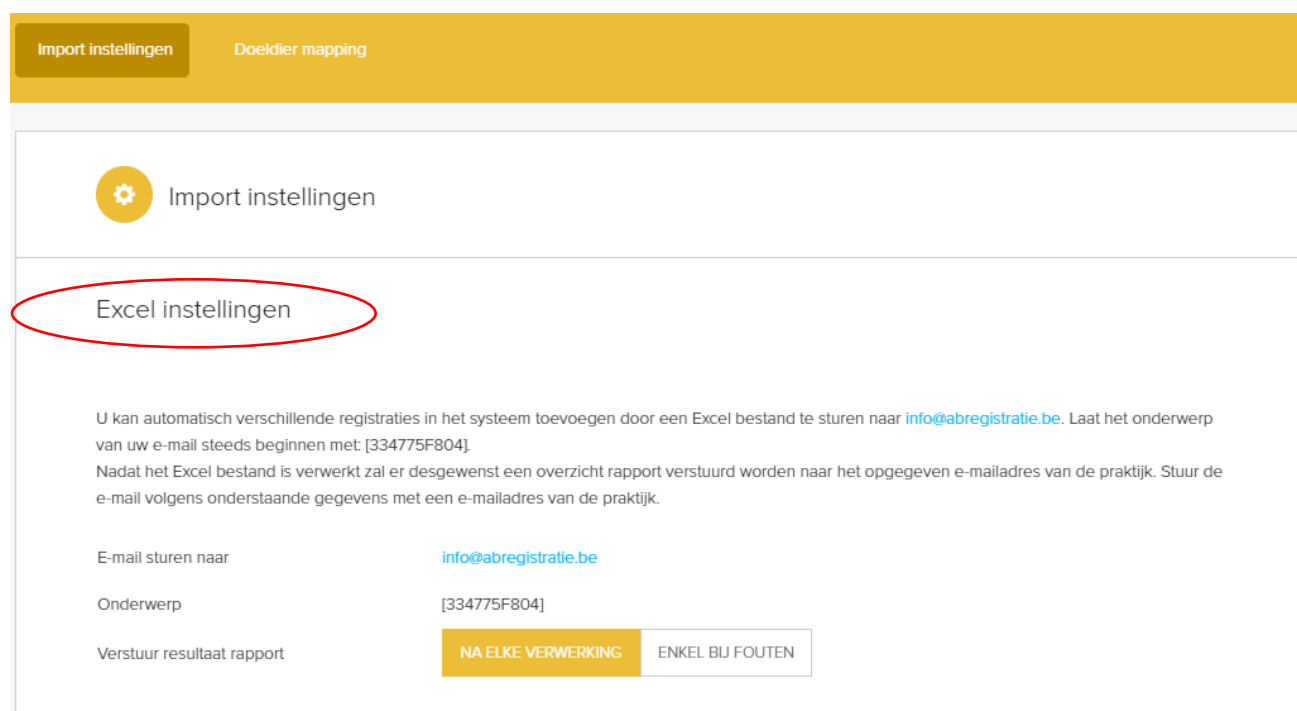 Import instellingen
Doeldier mapping
Import instellingen
Excel instellingen
U kan automatisch verschillende registraties in het systeem toevoegen door een Excel bestand te sturen naar info@abregistratie.be. Laat het onderwerp
van uw e-mail steeds beginnen met: [334775F804].
Nadat het Excel bestand is verwerkt zal er desgewenst een overzicht rapport verstuurd worden naar het opgegeven e-mailadres van de praktijk. Stuur de
e-mail volgens onderstaande gegevens met een e-mailadres van de praktijk.
E-mail sturen naar info@abregistratie.be
Onderwerp [334775F804]
Verstuur resultaat rapport NA ELKE VERWERKING ENKEL BIJ FOUTEN